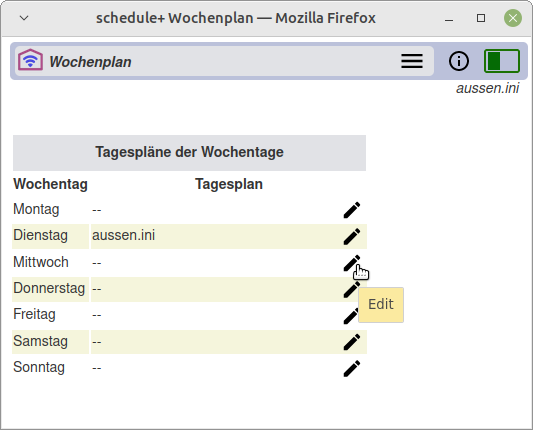 schedule+ Wochenplan — Mozilla Firefox
Wochenplan
aussen.ini
Tagespläne der Wochentage
Wochentag Tagesplan
Montag --
Dienstag aussen.ini
Mittwoch --
Donnerstag --
Edit
Freitag --
Samstag --
Sonntag --